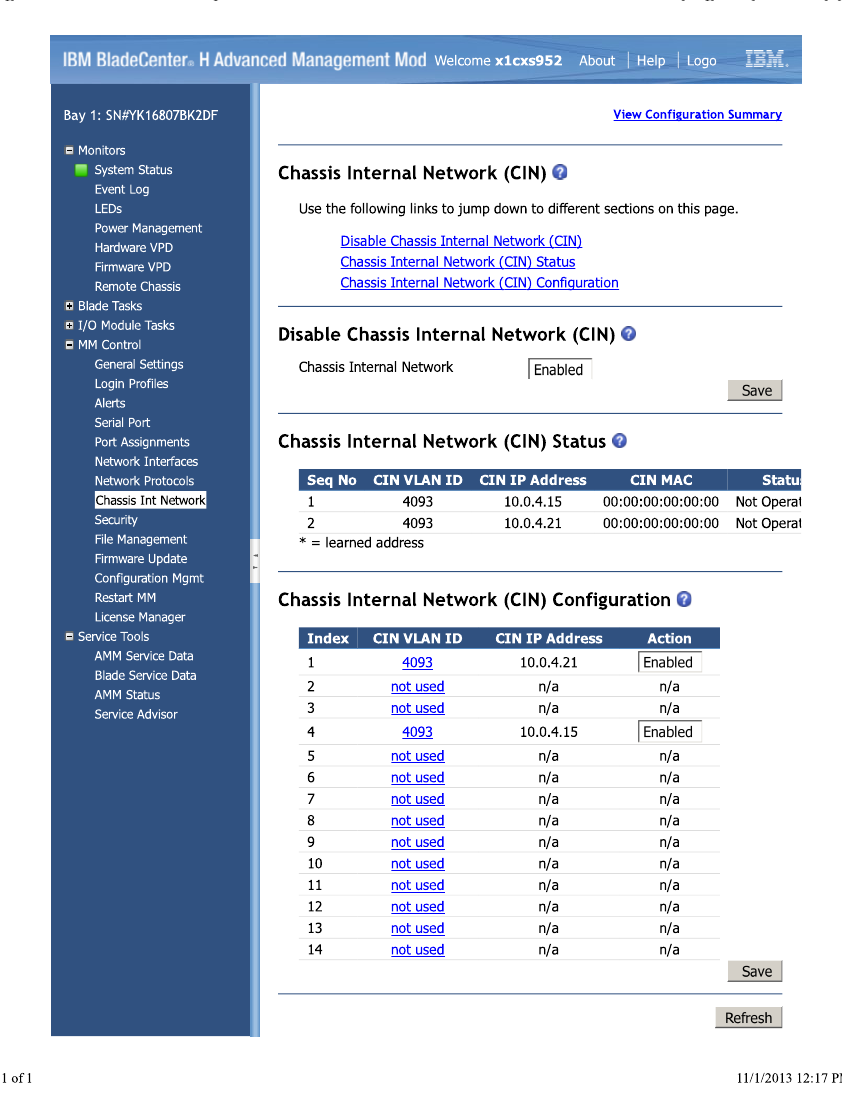 IBM BladeCenter® H Advanced Management Mod Welcome x1cxs952 About Help Logo IBM.
Bay 1: SN#YK16807BK2DF
Monitors
System Status
Event Log
LEDs
Power Management
Hardware VPD
Firmware VPD
Remote Chassis
Blade Tasks
I/O Module Tasks
MM Control
General Settings
Login Profiles
Alerts
Serial Port
Port Assignments
Network Interfaces
Network Protocols
Chassis Int Network
Security
File Management
Firmware Update
Configuration Mgmt
Restart MM
License Manager
Service Tools
AMM Service Data
Blade Service Data
AMM Status
Service Advisor
View Configuration Summary
Chassis Internal Network (CIN) ?
Use the following links to jump down to different sections on this page.
Disable Chassis Internal Network (CIN)
Chassis Internal Network (CIN) Status
Chassis Internal Network (CIN) Configuration
Disable Chassis Internal Network (CIN) ?
Chassis Internal Network Enabled
Save
Chassis Internal Network (CIN) Status ?
Seq No CIN VLAN ID CIN IP Address CIN MAC Statu
1 4093 10.0.4.15 00:00:00:00:00:00 Not Operat
2 4093 10.0.4.21 00:00:00:00:00:00 Not Operat
* = learned address
Chassis Internal Network (CIN) Configuration ?
Index CIN VLAN ID CIN IP Address Action
1 4093 10.0.4.21 Enabled
2 not used n/a n/a
3 not used n/a n/a
4 4093 10.0.4.15 Enabled
5 not used n/a n/a
6 not used n/a n/a
7 not used n/a n/a
8 not used n/a n/a
9 not used n/a n/a
10 not used n/a n/a
11 not used n/a n/a
12 not used n/a n/a
13 not used n/a n/a
14 not used n/a n/a
Save
Refresh
1 of 1 11/1/2013 12:17 PM